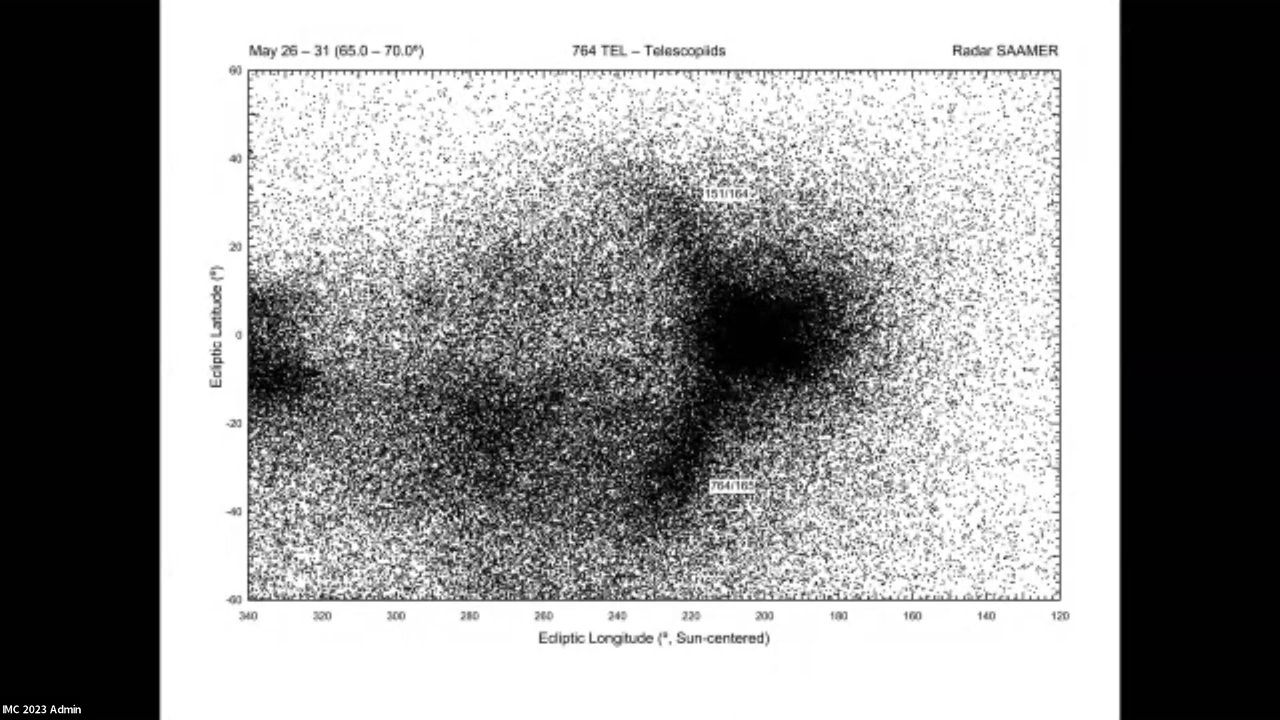 May 26 – 31 (65.0 – 70.0°)
764 TEL – Telescopiids
Radar SAAMER
60
40
20
0
-20
-40
-60
Ecliptic Latitude (°)
151/164
764/165
340 320 300 280 260 240 220 200 180 160 140 120
Ecliptic Longitude (°, Sun-centered)
IMC 2023 Admin